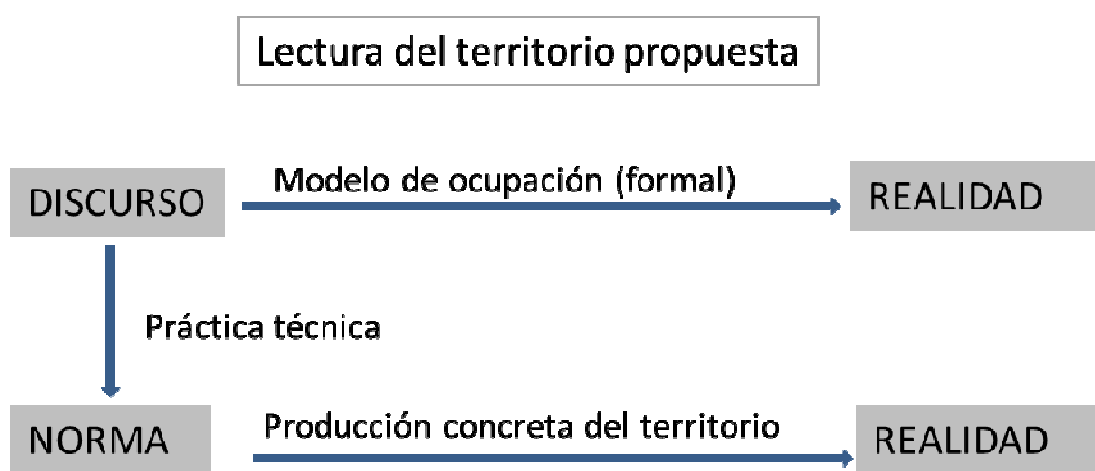 Lectura del territorio propuesta
Modelo de ocupación (formal)
DISCURSO
REALIDAD
Práctica técnica
Producción concreta del territorio
NORMA
REALIDAD